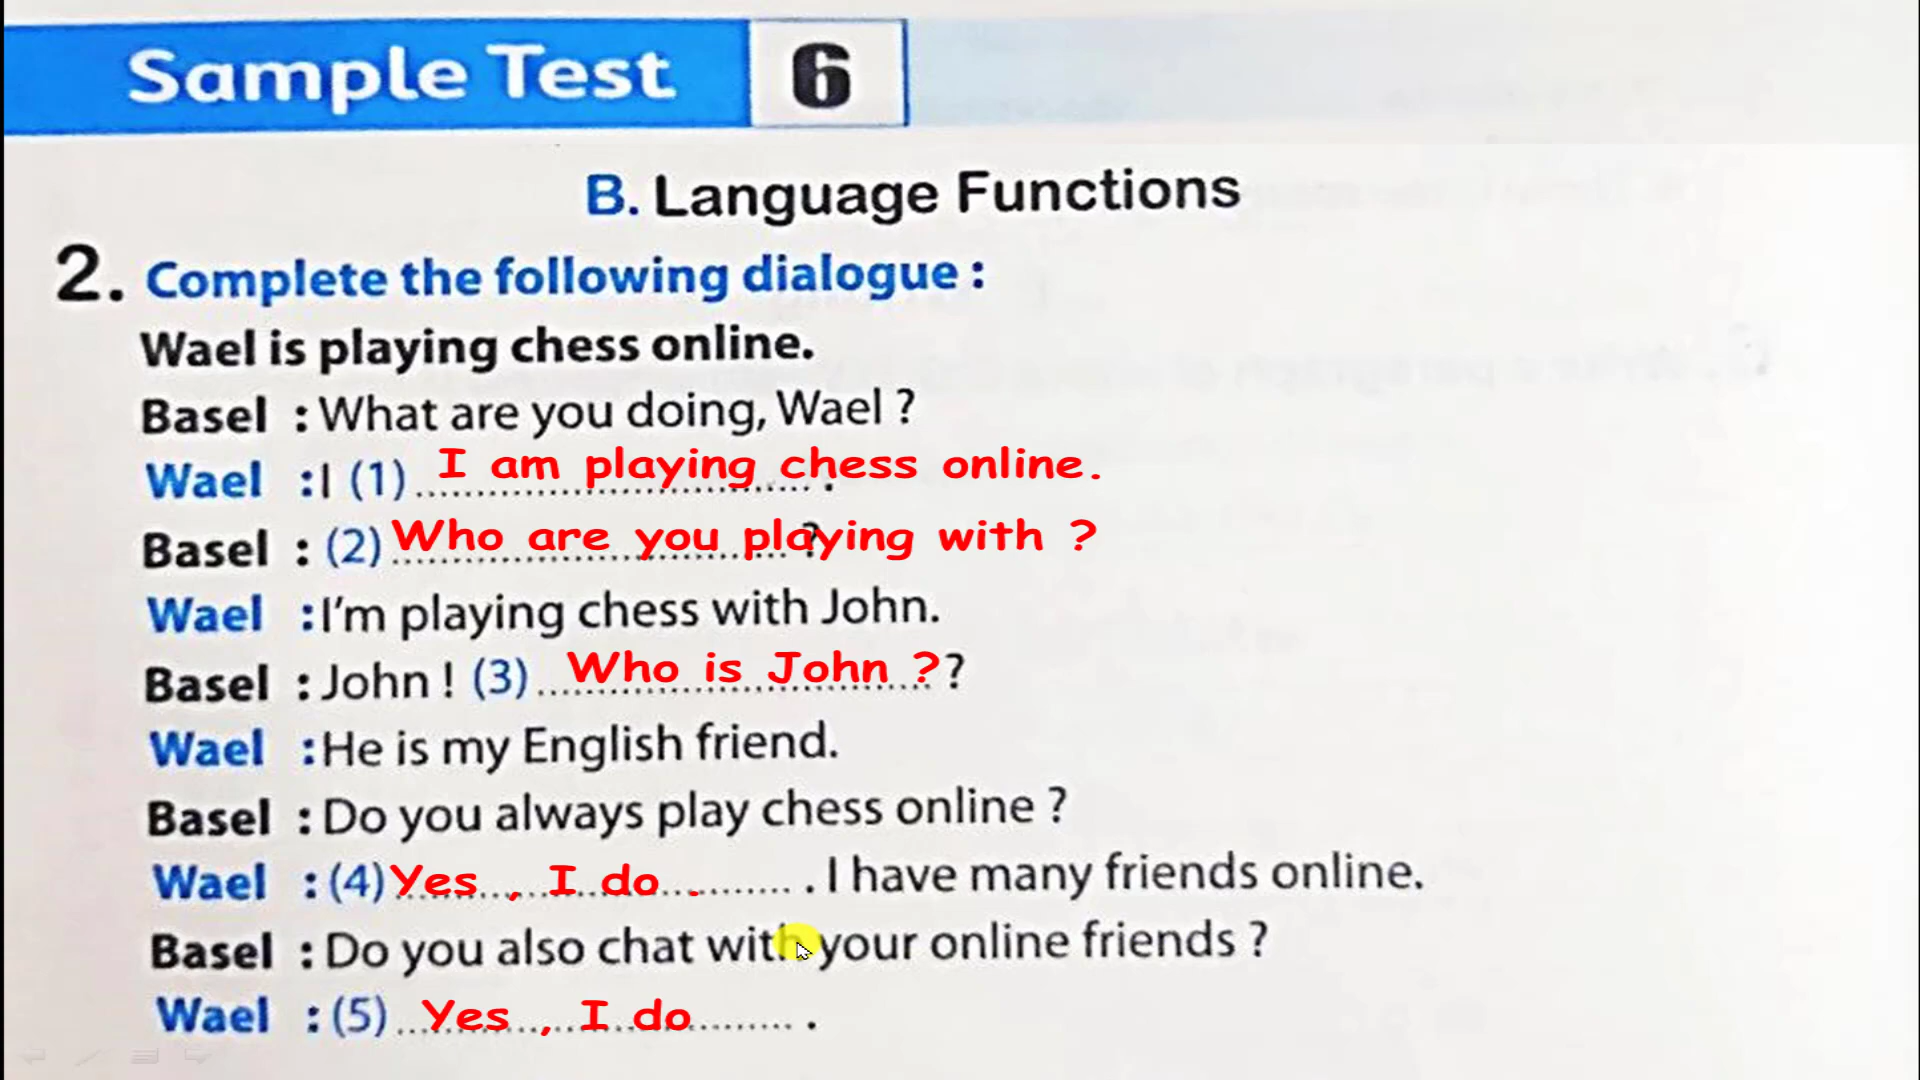 Sample Test 6
B. Language Functions
2. Complete the following dialogue :
Wael is playing chess online.
Basel : What are you doing, Wael ?
Wael : I (1) I am playing chess online. .
Basel : (2) Who are you playing with ? ?
Wael : I'm playing chess with John.
Basel : John ! (3) Who is John ? ?
Wael : He is my English friend.
Basel : Do you always play chess online ?
Wael : (4) Yes , I do . . I have many friends online.
Basel : Do you also chat with your online friends ?
Wael : (5) Yes , I do .